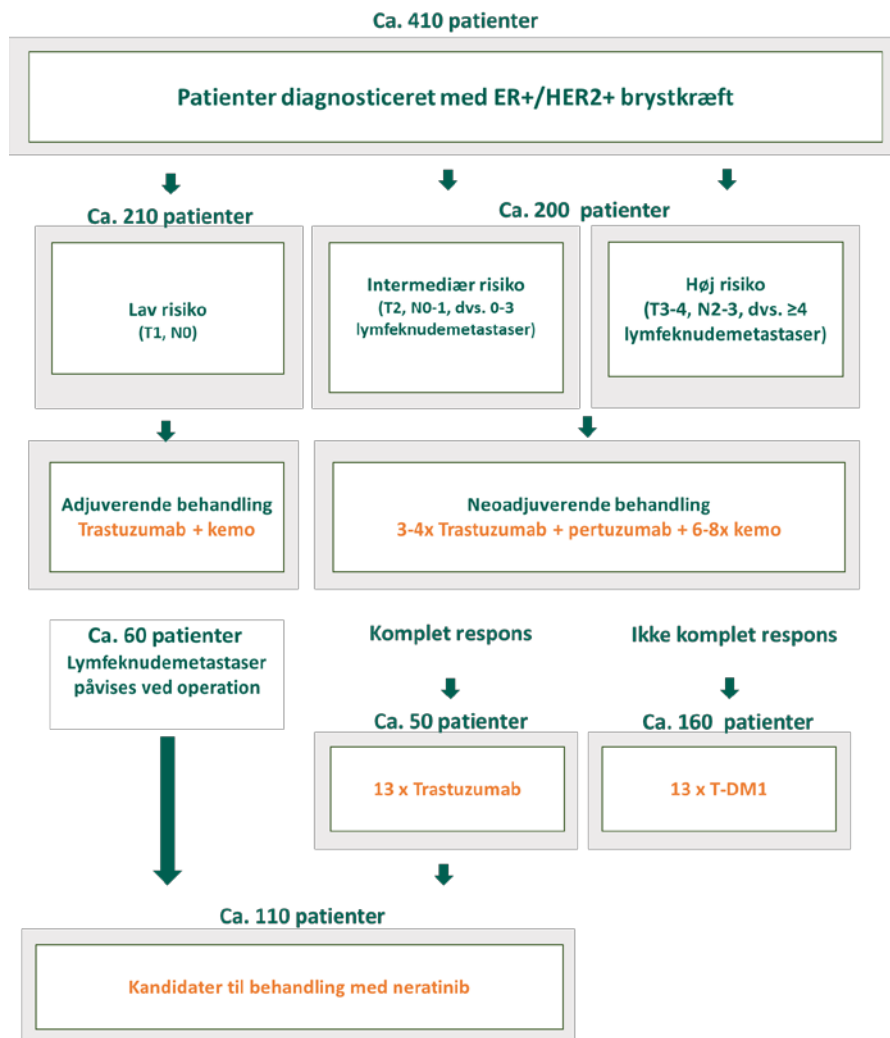 Ca. 410 patienter
Patienter diagnosticeret med ER+/HER2+ brystkræft
Ca. 210 patienter
Ca. 200 patienter
Lav risiko
(T1, N0)
Intermediær risiko
(T2, N0-1, dvs. 0-3
lymfeknudemetastaser)
Høj risiko
(T3-4, N2-3, dvs. ≥4
lymfeknudemetastaser)
Adjuverende behandling
Trastuzumab + kemo
Neoadjuverende behandling
3-4x Trastuzumab + pertuzumab + 6-8x kemo
Ca. 60 patienter
Lymfeknudemetastaser
påvises ved operation
Komplet respons
Ikke komplet respons
Ca. 50 patienter
Ca. 160 patienter
13 x Trastuzumab
13 x T-DM1
Ca. 110 patienter
Kandidater til behandling med neratinib